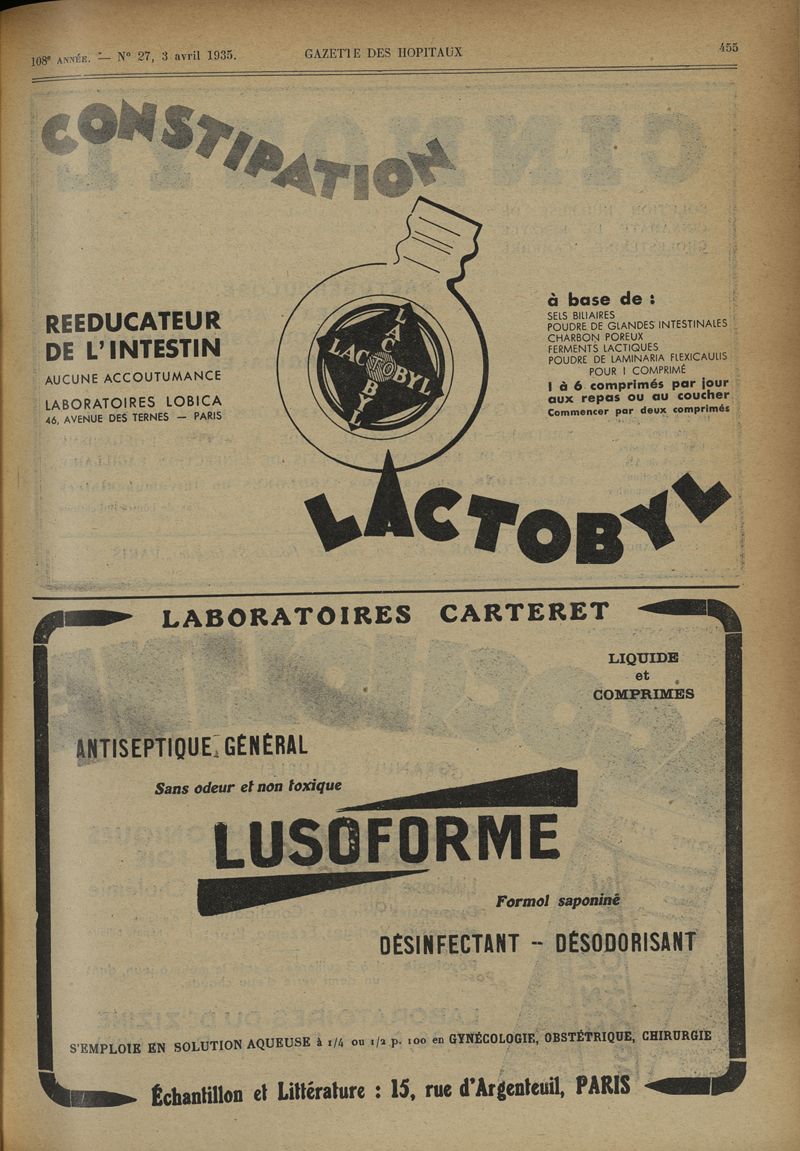 108e ANNÉE. — N° 27, 3 avril 1935.
GAZETTE DES HOPITAUX
455
CONSTIPATION
REEDUCATEUR
DE L'INTESTIN
AUCUNE ACCOUTUMANCE
LABORATOIRES LOBICA
46, AVENUE DES TERNES — PARIS
LACTOBYL
LACTOBYL
à base de :
SELS BILIAIRES
POUDRE DE GLANDES INTESTINALES
CHARBON POREUX
FERMENTS LACTIQUES
POUDRE DE LAMINARIA FLEXICAULIS
POUR I COMPRIMÉ
1 à 6 comprimés par jour
aux repas ou au coucher
Commencer par deux comprimés
LACTOBYL
LABORATOIRES CARTERET
LIQUIDE
et
COMPRIMES
ANTISEPTIQUE GÉNÉRAL
Sans odeur et non toxique
LUSOFORME
Formol saponiné
DÉSINFECTANT -- DÉSODORISANT
S'EMPLOIE EN SOLUTION AQUEUSE à 1/4 ou 1/2 p. 100 en GYNÉCOLOGIE, OBSTÉTRIQUE, CHIRURGIE
Échantillon et Littérature : 15, rue d'Argenteuil, PARIS